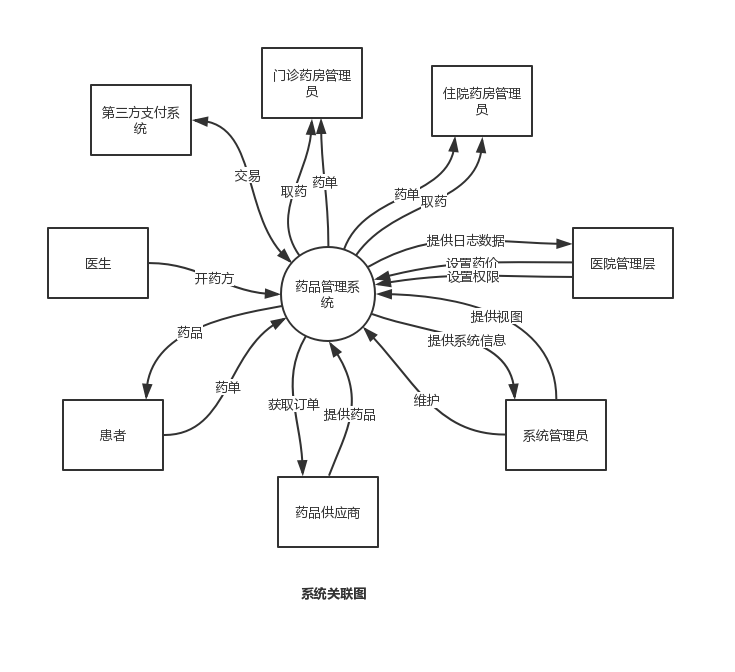 门诊药房管理
员
住院药房管理
员
第三方支付系
统
交易
取药
药单
药单
取药
提供日志数据
医生
设置药价
医院管理层
开药方
设置权限
药品管理系
统
提供视图
药品
提供系统信息
药单
维护
获取订单
提供药品
患者
系统管理员
药品供应商
系统关联图